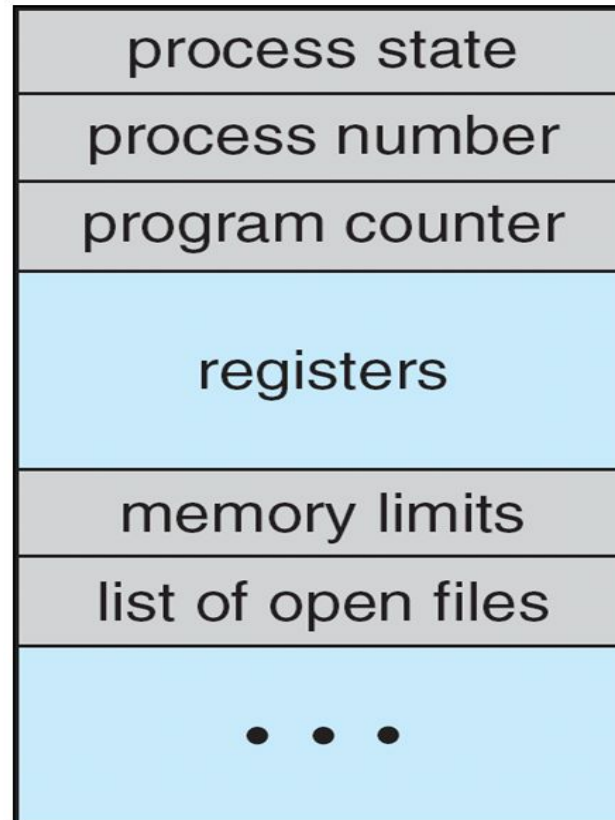 process state
process number
program counter
registers
memory limits
list of open files
• • •